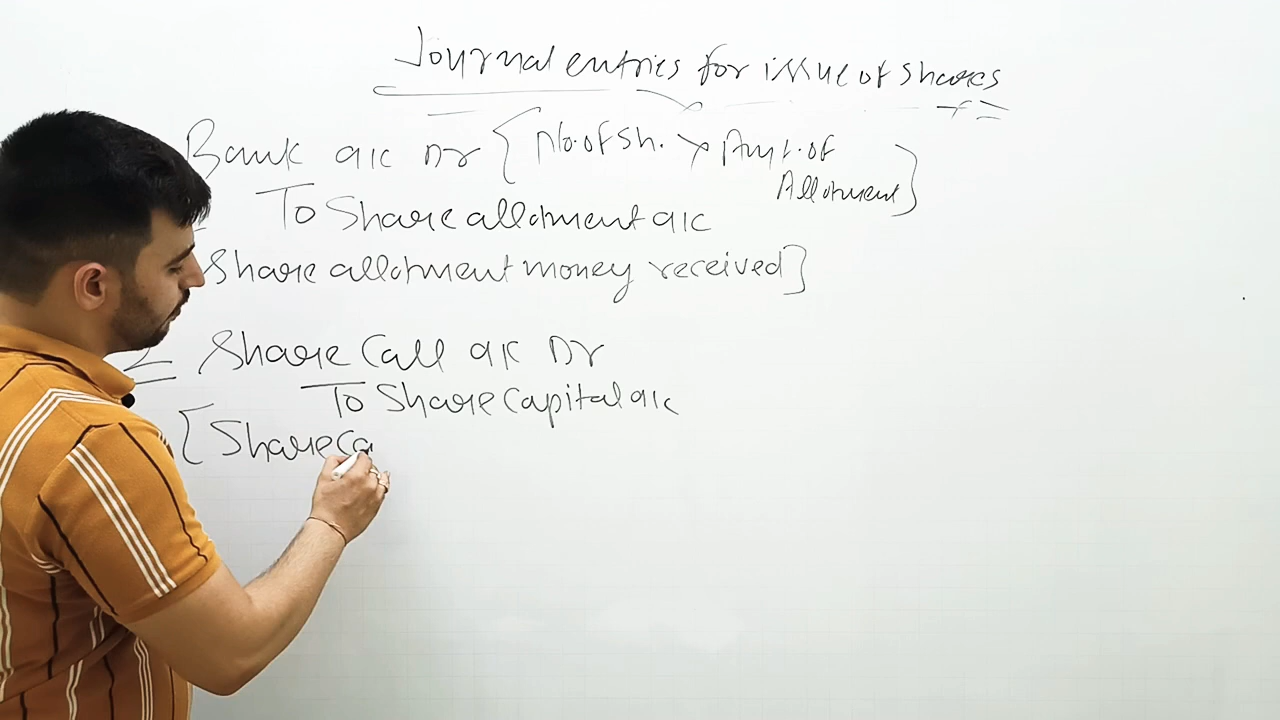 Journal entries for issue of shares
Bank a/c Dr { No. of Sh. × Amt. of
Allotment }
To Share allotment a/c
Share allotment money received]
2 Share Call a/c Dr
To Share capital a/c
[Share Ca